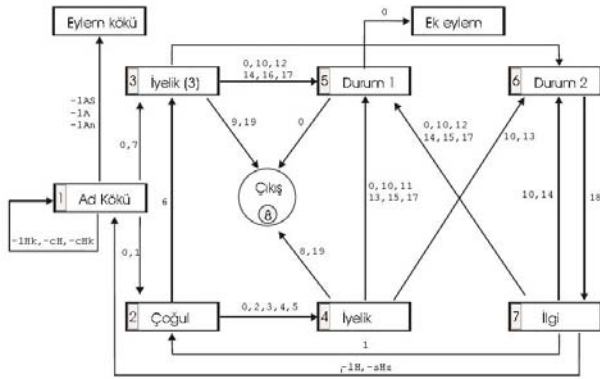 Eylem kökü
0
Ek eylem
3 İyelik (3)
0,10,12
14,16,17
5 Durum 1
6 Durum 2
-lAS
-lA
-lAn
0,7
9,19
0
0,10,12
14,15,17
10,13
1 Ad Kökü
6
Çıkış
8
0,10,11
13,15,17
10,14
18
-lHk,-cH,-cHk
0,1
8,19
2 Çoğul
0,2,3,4,5
4 İyelik
7 İlgi
1
-lH,-sHz